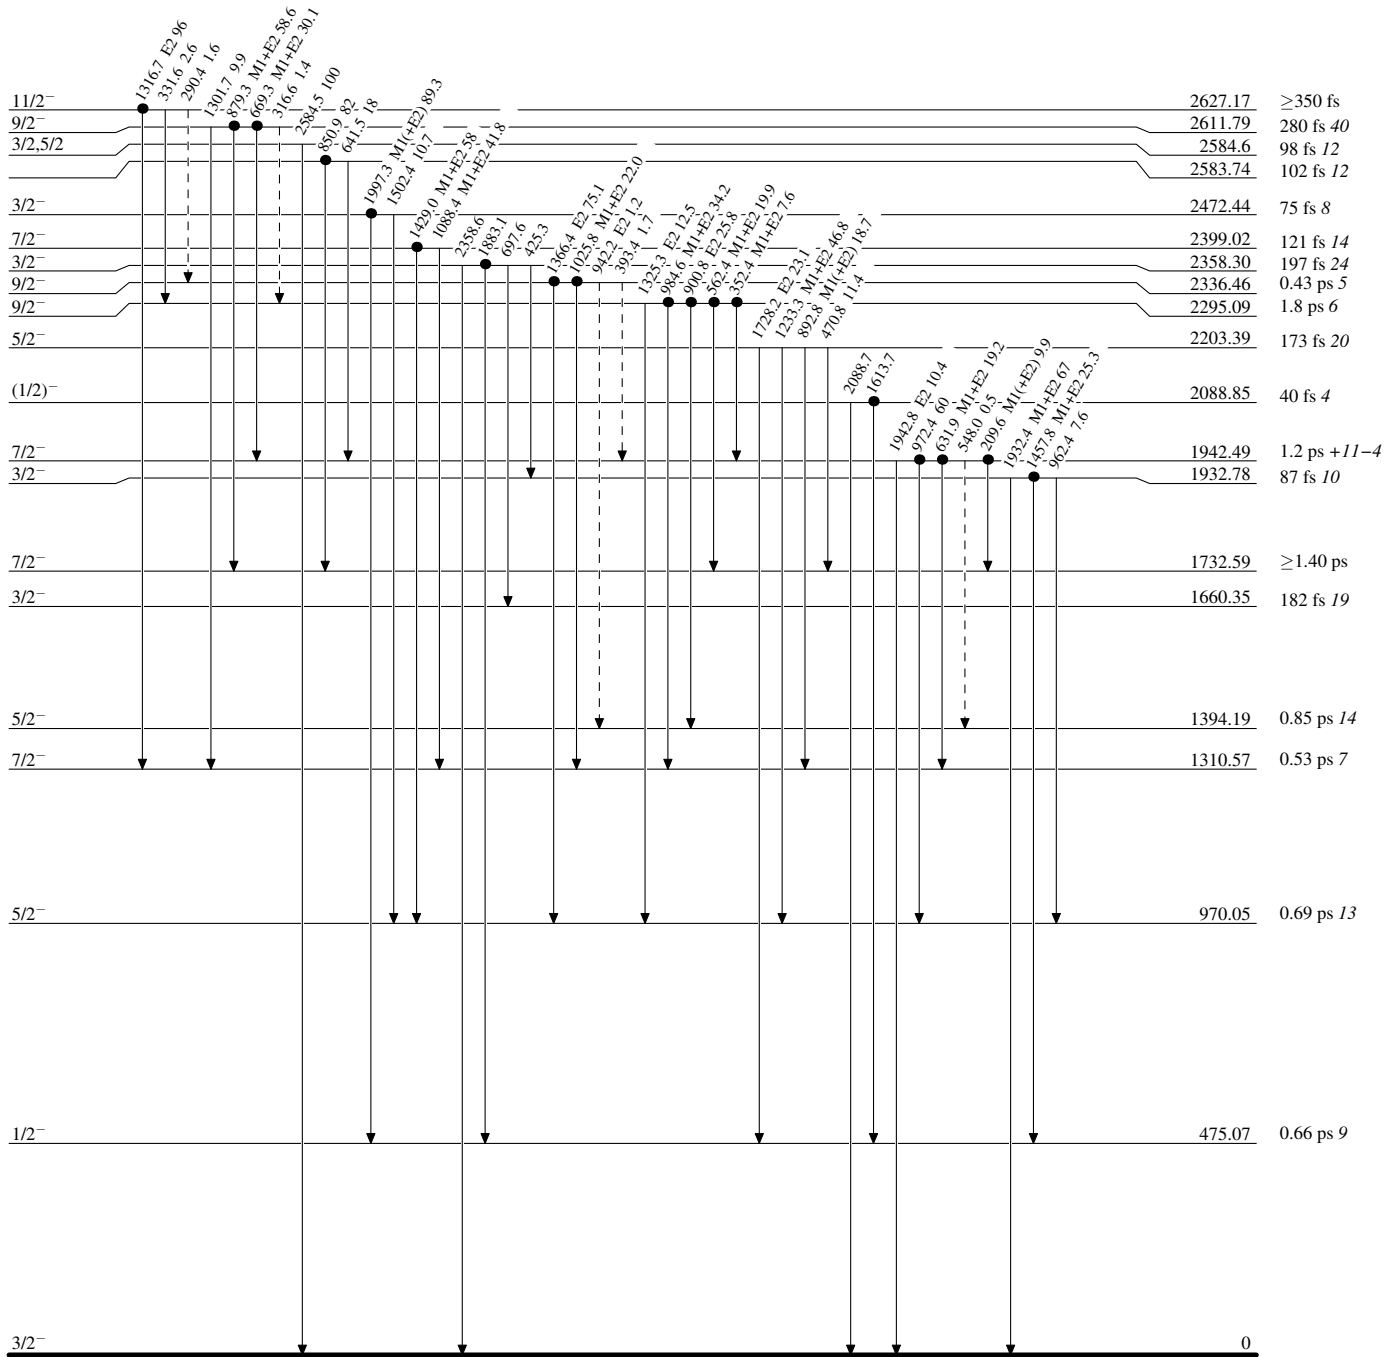 1316.7 E2 96
331.6 2.6
290.4 1.6
1301.7 9.9
879.3 M1+E2 58.6
669.3 M1+E2 30.1
316.6 1.4
2584.5 100
850.9 82
641.5 18
1997.3 M1(+E2) 89.3
1502.4 10.7
1429.0 M1+E2 58
1088.4 M1+E2 41.8
2358.6
1883.1
697.6
425.3
1366.4 E2 75.1
1025.8 M1+E2 22.0
942.2 E2 1.2
393.4 1.7
1325.3 E2 12.5
984.6 M1+E2 34.2
900.8 E2 25.8
562.4 M1+E2 19.9
352.4 M1+E2 7.6
1728.2 E2 23.1
1233.3 M1+E2 46.8
892.8 M1(+E2) 18.7
470.8 11.4
2088.7
1613.7
1942.8 E2 10.4
972.4 60
631.9 M1+E2 19.2
548.0 0.5
209.6 M1(+E2) 9.9
1932.4 M1+E2 67
1457.8 M1+E2 25.3
962.4 7.6
11/2− 2627.17 ≥350 fs
9/2− 2611.79 280 fs 40
3/2,5/2 2584.6 98 fs 12
2583.74 102 fs 12
3/2− 2472.44 75 fs 8
7/2− 2399.02 121 fs 14
3/2− 2358.30 197 fs 24
9/2− 2336.46 0.43 ps 5
9/2− 2295.09 1.8 ps 6
5/2− 2203.39 173 fs 20
(1/2)− 2088.85 40 fs 4
7/2− 1942.49 1.2 ps +11−4
3/2− 1932.78 87 fs 10
7/2− 1732.59 ≥1.40 ps
3/2− 1660.35 182 fs 19
5/2− 1394.19 0.85 ps 14
7/2− 1310.57 0.53 ps 7
5/2− 970.05 0.69 ps 13
1/2− 475.07 0.66 ps 9
3/2− 0